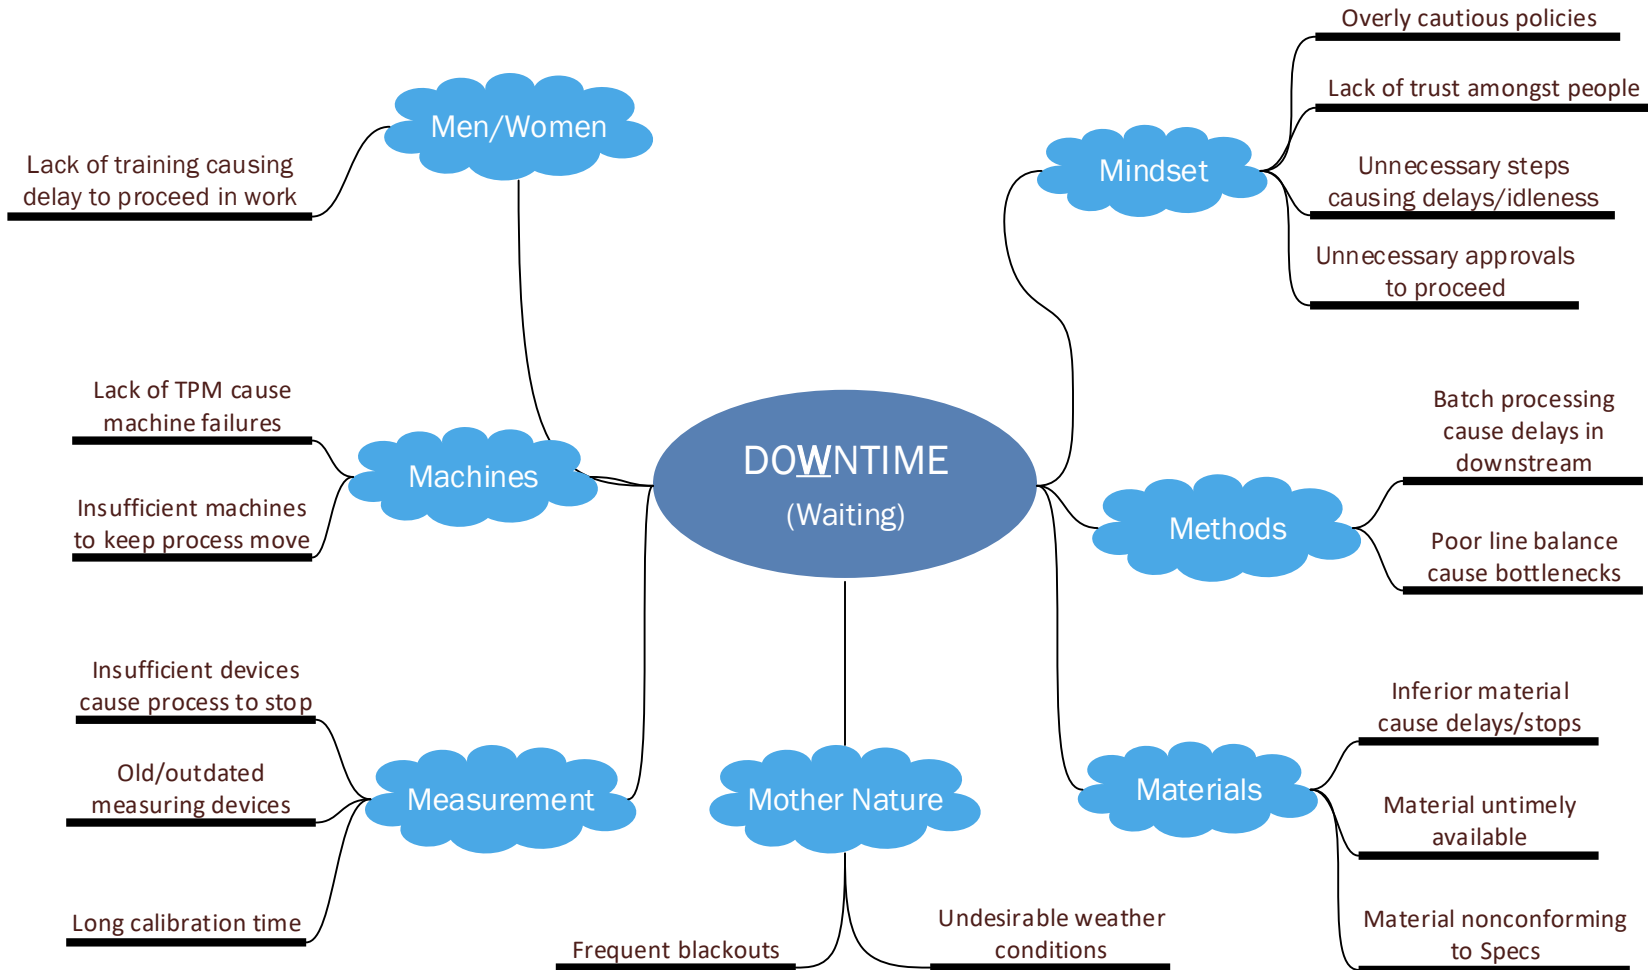 Overly cautious policies
Lack of trust amongst people
Men/Women
Mindset
Lack of training causing
delay to proceed in work
Unnecessary steps
causing delays/idleness
Unnecessary approvals
to proceed
Lack of TPM cause
machine failures
Machines
Insufficient machines
to keep process move
DOWNTIME
(Waiting)
Batch processing
cause delays in
downstream
Methods
Poor line balance
cause bottlenecks
Insufficient devices
cause process to stop
Old/outdated
measuring devices
Measurement
Long calibration time
Mother Nature
Frequent blackouts
Undesirable weather
conditions
Materials
Inferior material
cause delays/stops
Material untimely
available
Material nonconforming
to Specs